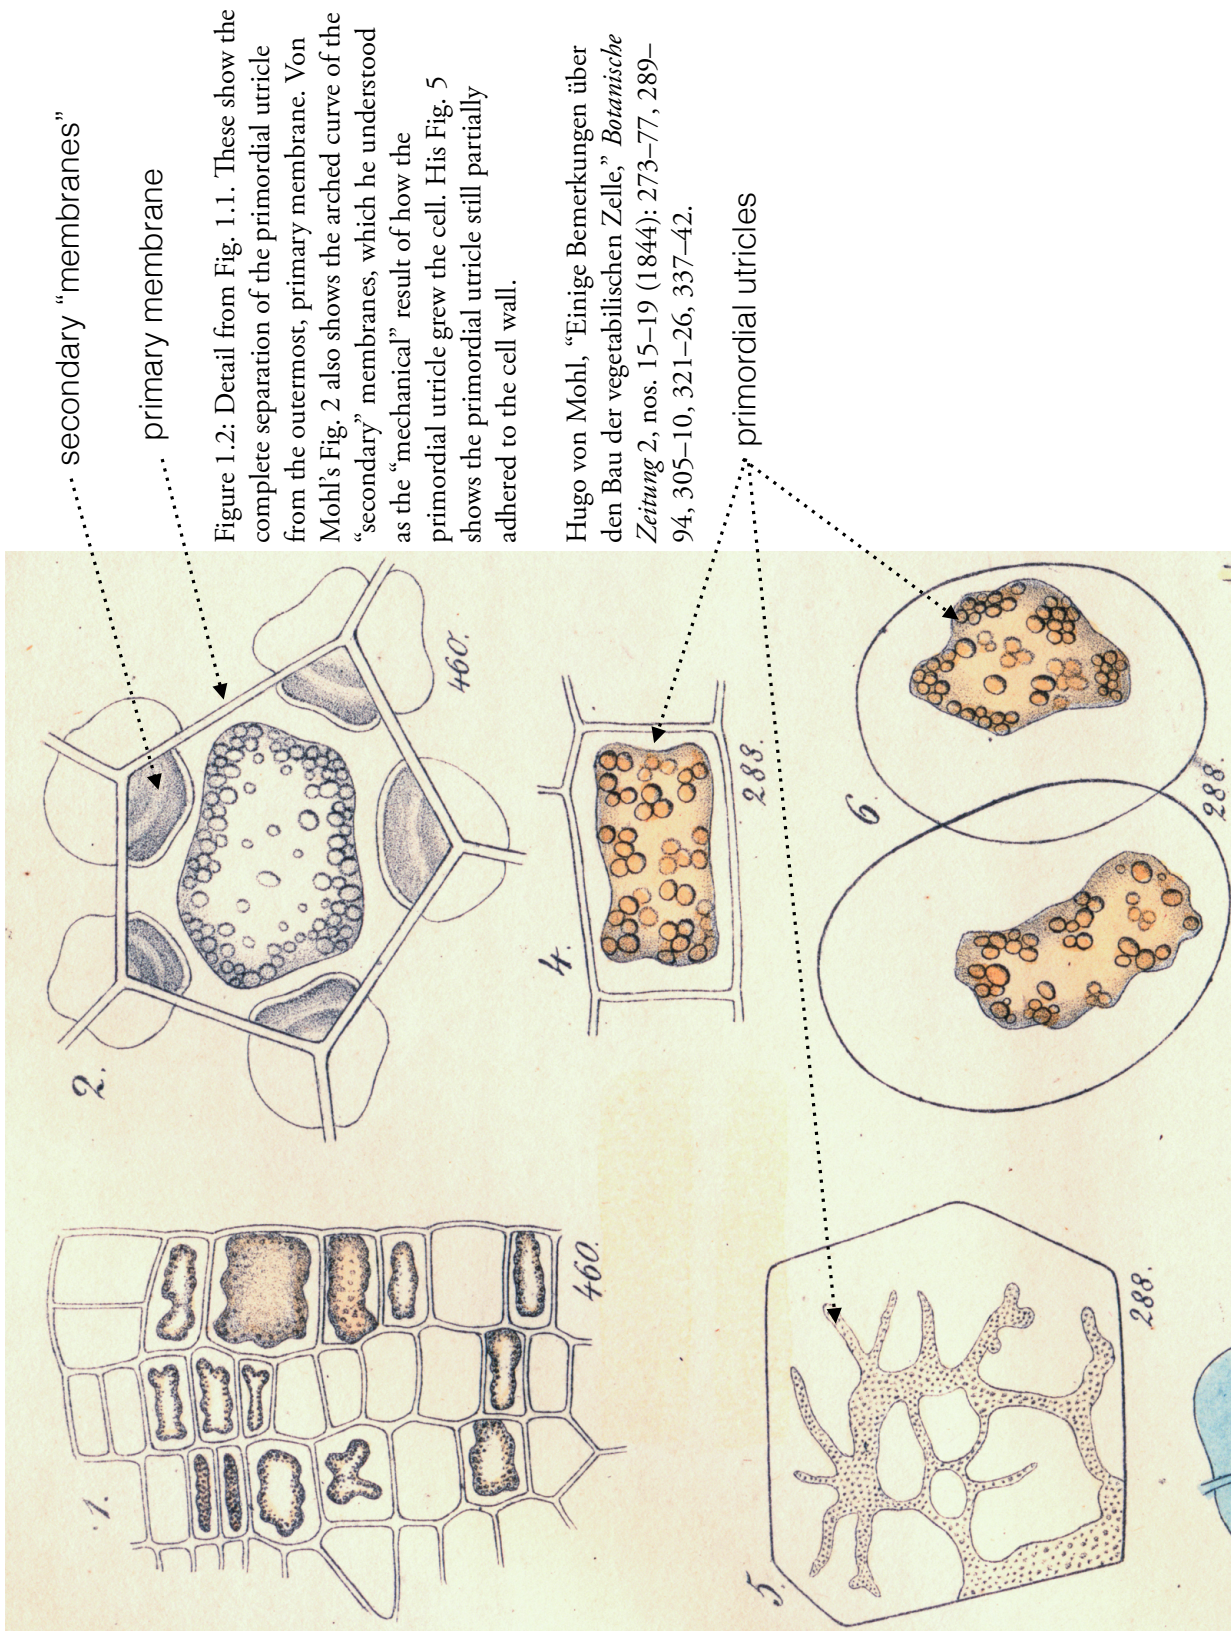 secondary “membranes”
primary membrane
Figure 1.2: Detail from Fig. 1.1. These show the
complete separation of the primordial utricle
from the outermost, primary membrane. Von
Mohl’s Fig. 2 also shows the arched curve of the
“secondary” membranes, which he understood
as the “mechanical” result of how the
primordial utricle grew the cell. His Fig. 5
shows the primordial utricle still partially
adhered to the cell wall.
Hugo von Mohl, “Einige Bemerkungen über
den Bau der vegetabilischen Zelle,” Botanische
Zeitung 2, nos. 15–19 (1844): 273–77, 289–
94, 305–10, 321–26, 337–42.
primordial utricles
1.
460.
2.
460.
4.
288.
5.
288.
6.
288.